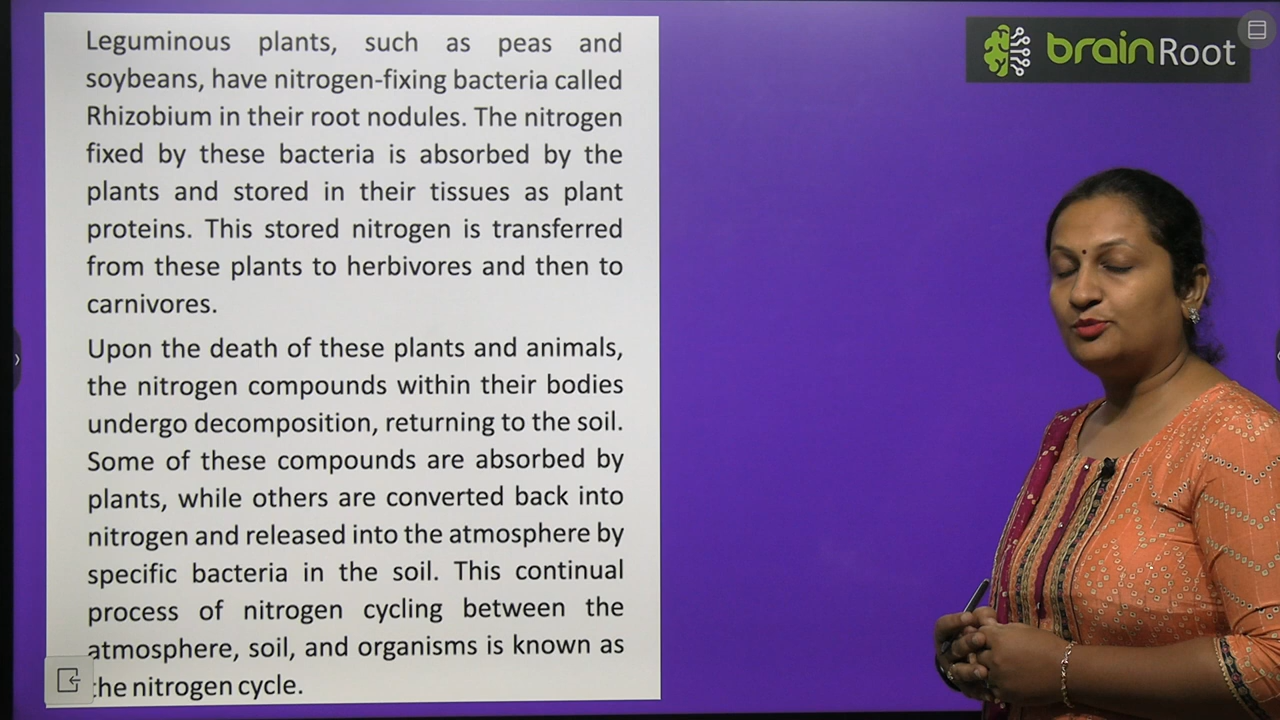 Leguminous plants, such as peas and
soybeans, have nitrogen-fixing bacteria called
Rhizobium in their root nodules. The nitrogen
fixed by these bacteria is absorbed by the
plants and stored in their tissues as plant
proteins. This stored nitrogen is transferred
from these plants to herbivores and then to
carnivores.
Upon the death of these plants and animals,
the nitrogen compounds within their bodies
undergo decomposition, returning to the soil.
Some of these compounds are absorbed by
plants, while others are converted back into
nitrogen and released into the atmosphere by
specific bacteria in the soil. This continual
process of nitrogen cycling between the
atmosphere, soil, and organisms is known as
the nitrogen cycle.
brainRoot